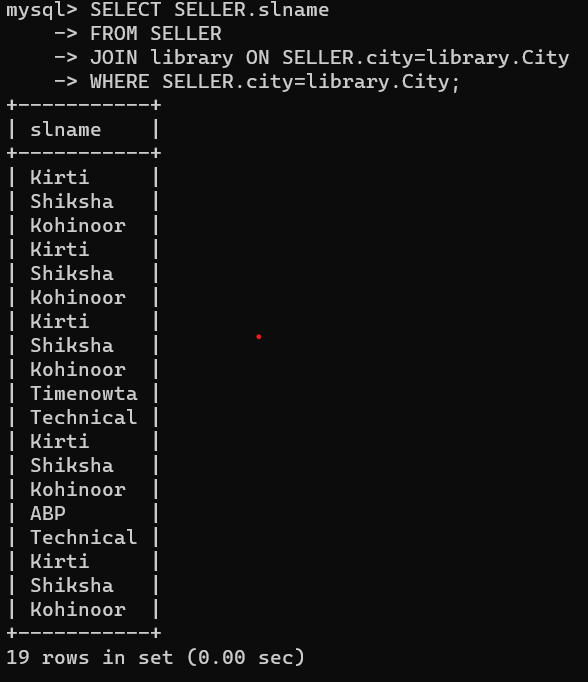 mysql> SELECT SELLER.slname
    -> FROM SELLER
    -> JOIN library ON SELLER.city=library.City
    -> WHERE SELLER.city=library.City;
+-----------+
| slname    |
+-----------+
| Kirti     |
| Shiksha   |
| Kohinoor  |
| Kirti     |
| Shiksha   |
| Kohinoor  |
| Kirti     |
| Shiksha   |
| Kohinoor  |
| Timenowta |
| Technical |
| Kirti     |
| Shiksha   |
| Kohinoor  |
| ABP       |
| Technical |
| Kirti     |
| Shiksha   |
| Kohinoor  |
+-----------+
19 rows in set (0.00 sec)